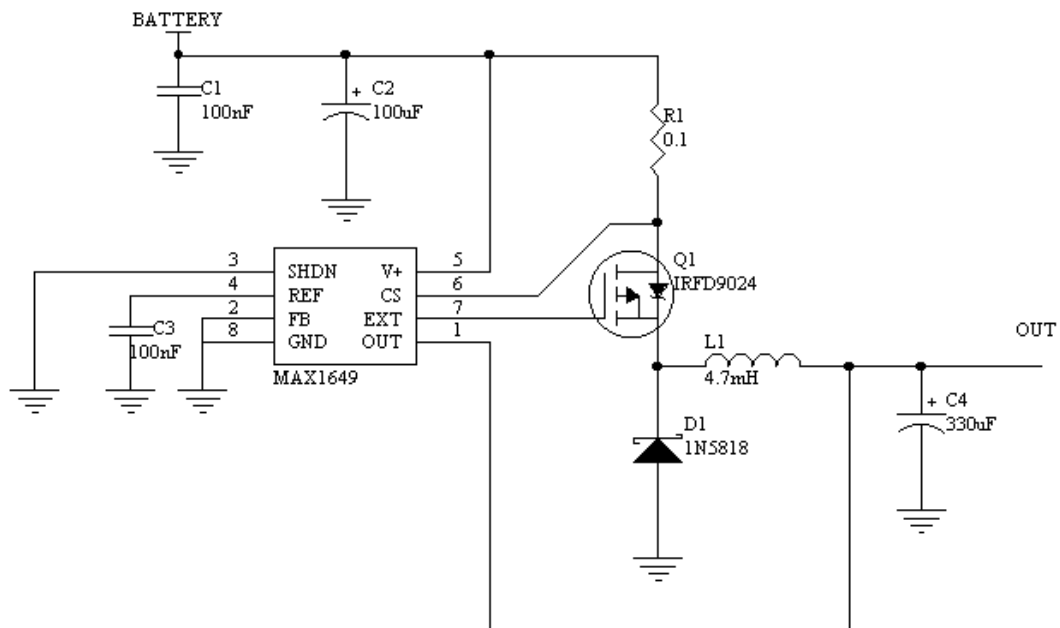 BATTERY
C1
100nF
+ C2
100uF
R1
0.1
3 SHDN V+ 5
4 REF CS 6
2 FB EXT 7
8 GND OUT 1
MAX1649
C3
100nF
Q1
IRFD9024
L1
4.7mH
OUT
+ C4
330uF
D1
1N5818